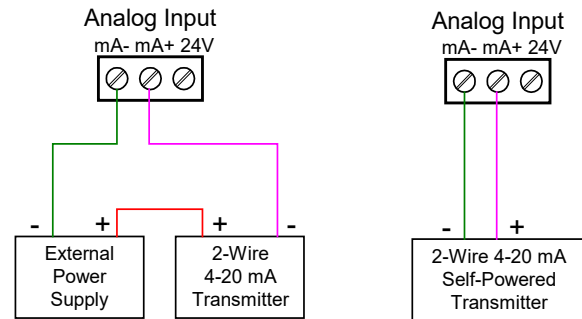 Analog Input
mA- mA+ 24V
- + + -
External
Power
Supply
2-Wire
4-20 mA
Transmitter
Analog Input
mA- mA+ 24V
- +
2-Wire 4-20 mA
Self-Powered
Transmitter